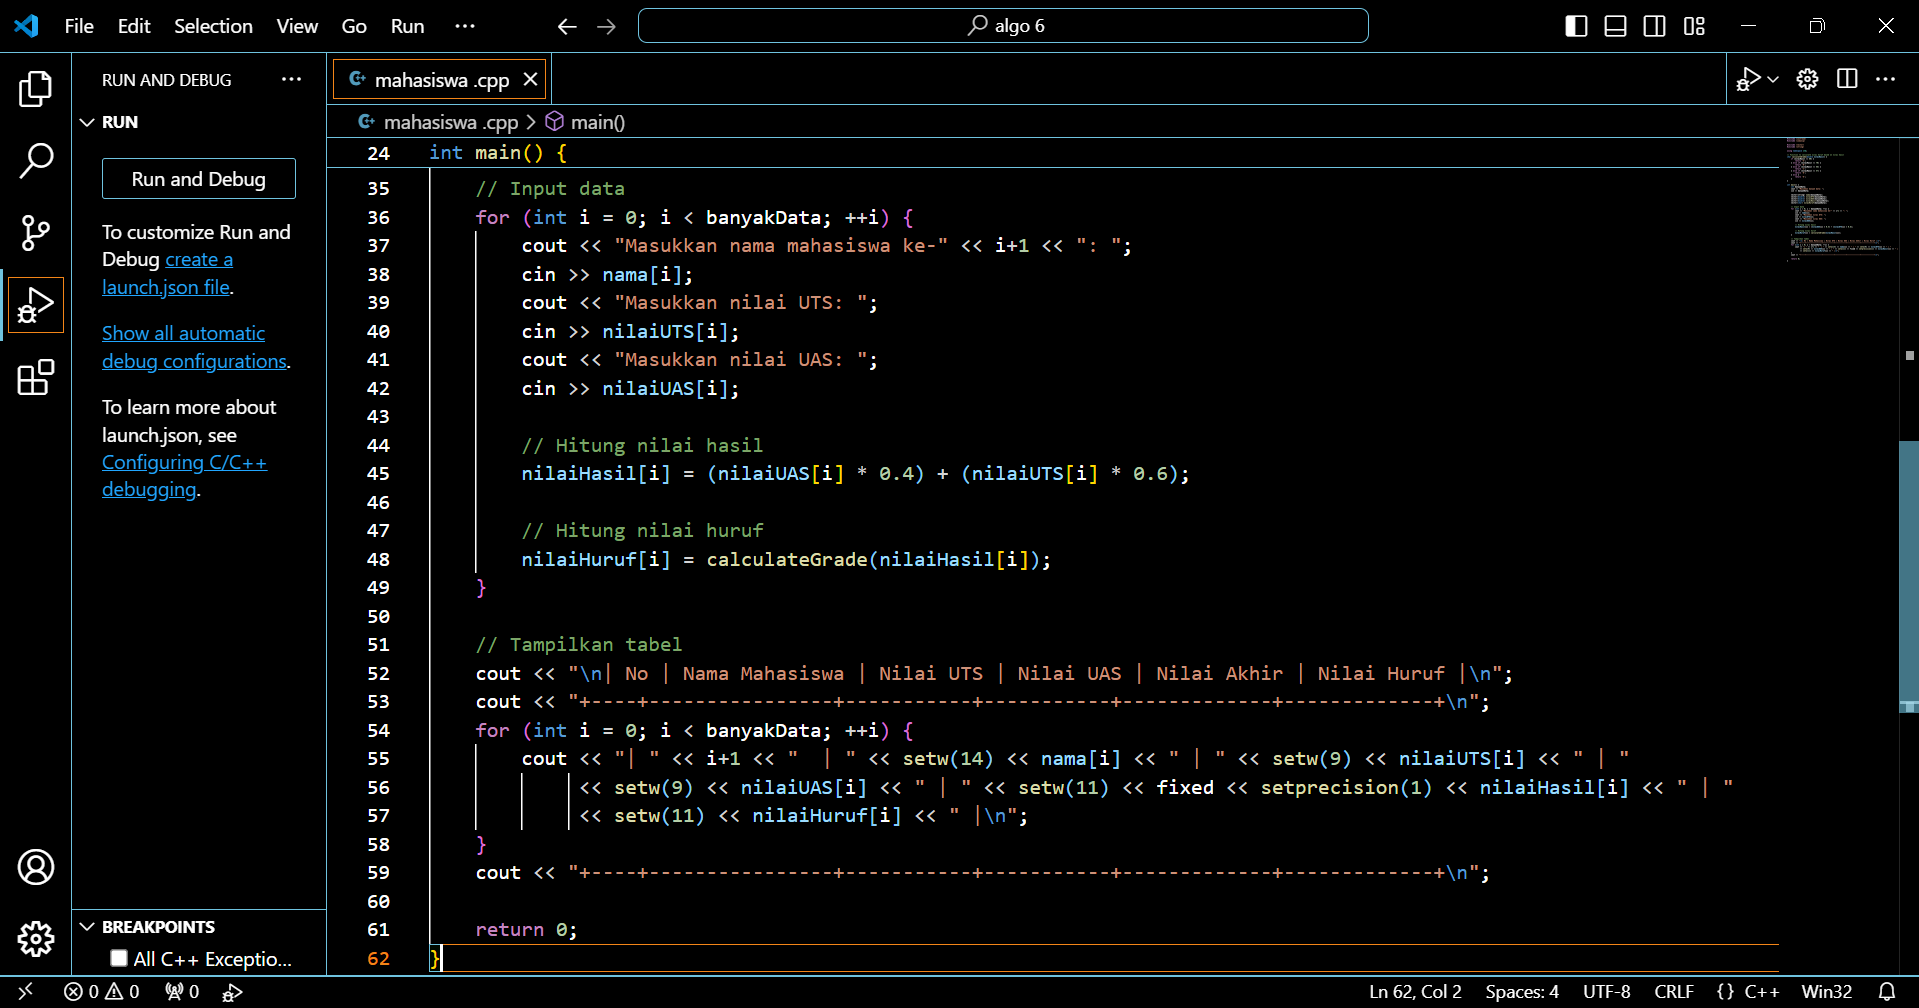 File Edit Selection View Go Run ··· algo 6
RUN AND DEBUG ···
RUN
Run and Debug
To customize Run and
Debug create a
launch.json file.
Show all automatic
debug configurations.
To learn more about
launch.json, see
Configuring C/C++
debugging.
BREAKPOINTS
All C++ Exceptio...
mahasiswa .cpp
mahasiswa .cpp > main()
24 int main() {
35 // Input data
36 for (int i = 0; i < banyakData; ++i) {
37 cout << "Masukkan nama mahasiswa ke-" << i+1 << ": ";
38 cin >> nama[i];
39 cout << "Masukkan nilai UTS: ";
40 cin >> nilaiUTS[i];
41 cout << "Masukkan nilai UAS: ";
42 cin >> nilaiUAS[i];
43
44 // Hitung nilai hasil
45 nilaiHasil[i] = (nilaiUAS[i] * 0.4) + (nilaiUTS[i] * 0.6);
46
47 // Hitung nilai huruf
48 nilaiHuruf[i] = calculateGrade(nilaiHasil[i]);
49 }
50
51 // Tampilkan tabel
52 cout << "\n| No | Nama Mahasiswa | Nilai UTS | Nilai UAS | Nilai Akhir | Nilai Huruf |\n";
53 cout << "+----+----------------+-----------+-----------+-------------+-------------+\n";
54 for (int i = 0; i < banyakData; ++i) {
55 cout << "| " << i+1 << "  | " << setw(14) << nama[i] << " | " << setw(9) << nilaiUTS[i] << " | "
56 << setw(9) << nilaiUAS[i] << " | " << setw(11) << fixed << setprecision(1) << nilaiHasil[i] << " | "
57 << setw(11) << nilaiHuruf[i] << " |\n";
58 }
59 cout << "+----+----------------+-----------+-----------+-------------+-------------+\n";
60
61 return 0;
62 }
0 0 0 Ln 62, Col 2 Spaces: 4 UTF-8 CRLF {} C++ Win32